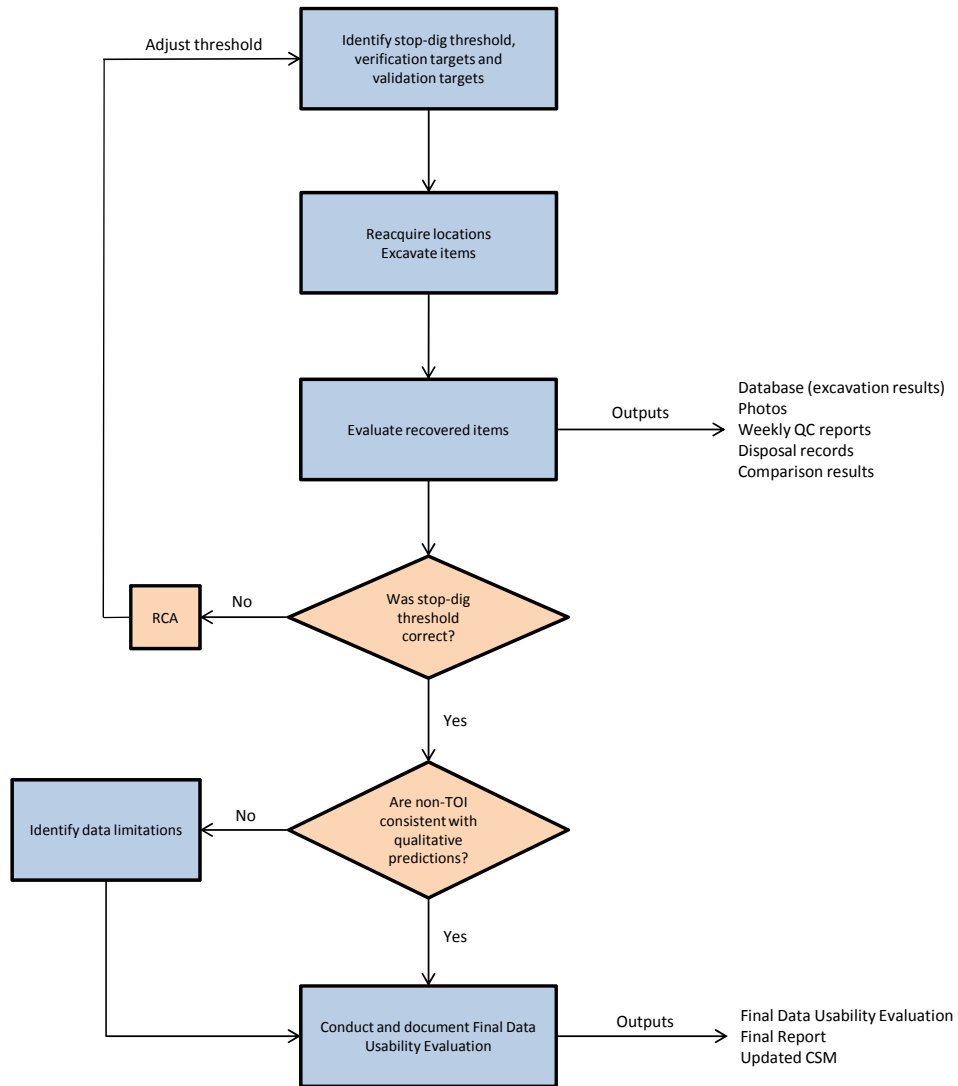 Adjust threshold
Identify stop-dig threshold,
verification targets and
validation targets
Reacquire locations
Excavate items
Evaluate recovered items
Outputs
Database (excavation results)
Photos
Weekly QC reports
Disposal records
Comparison results
Was stop-dig
threshold
correct?
No
RCA
Yes
Are non-TOI
consistent with
qualitative
predictions?
No
Identify data limitations
Yes
Conduct and document Final Data
Usability Evaluation
Outputs
Final Data Usability Evaluation
Final Report
Updated CSM